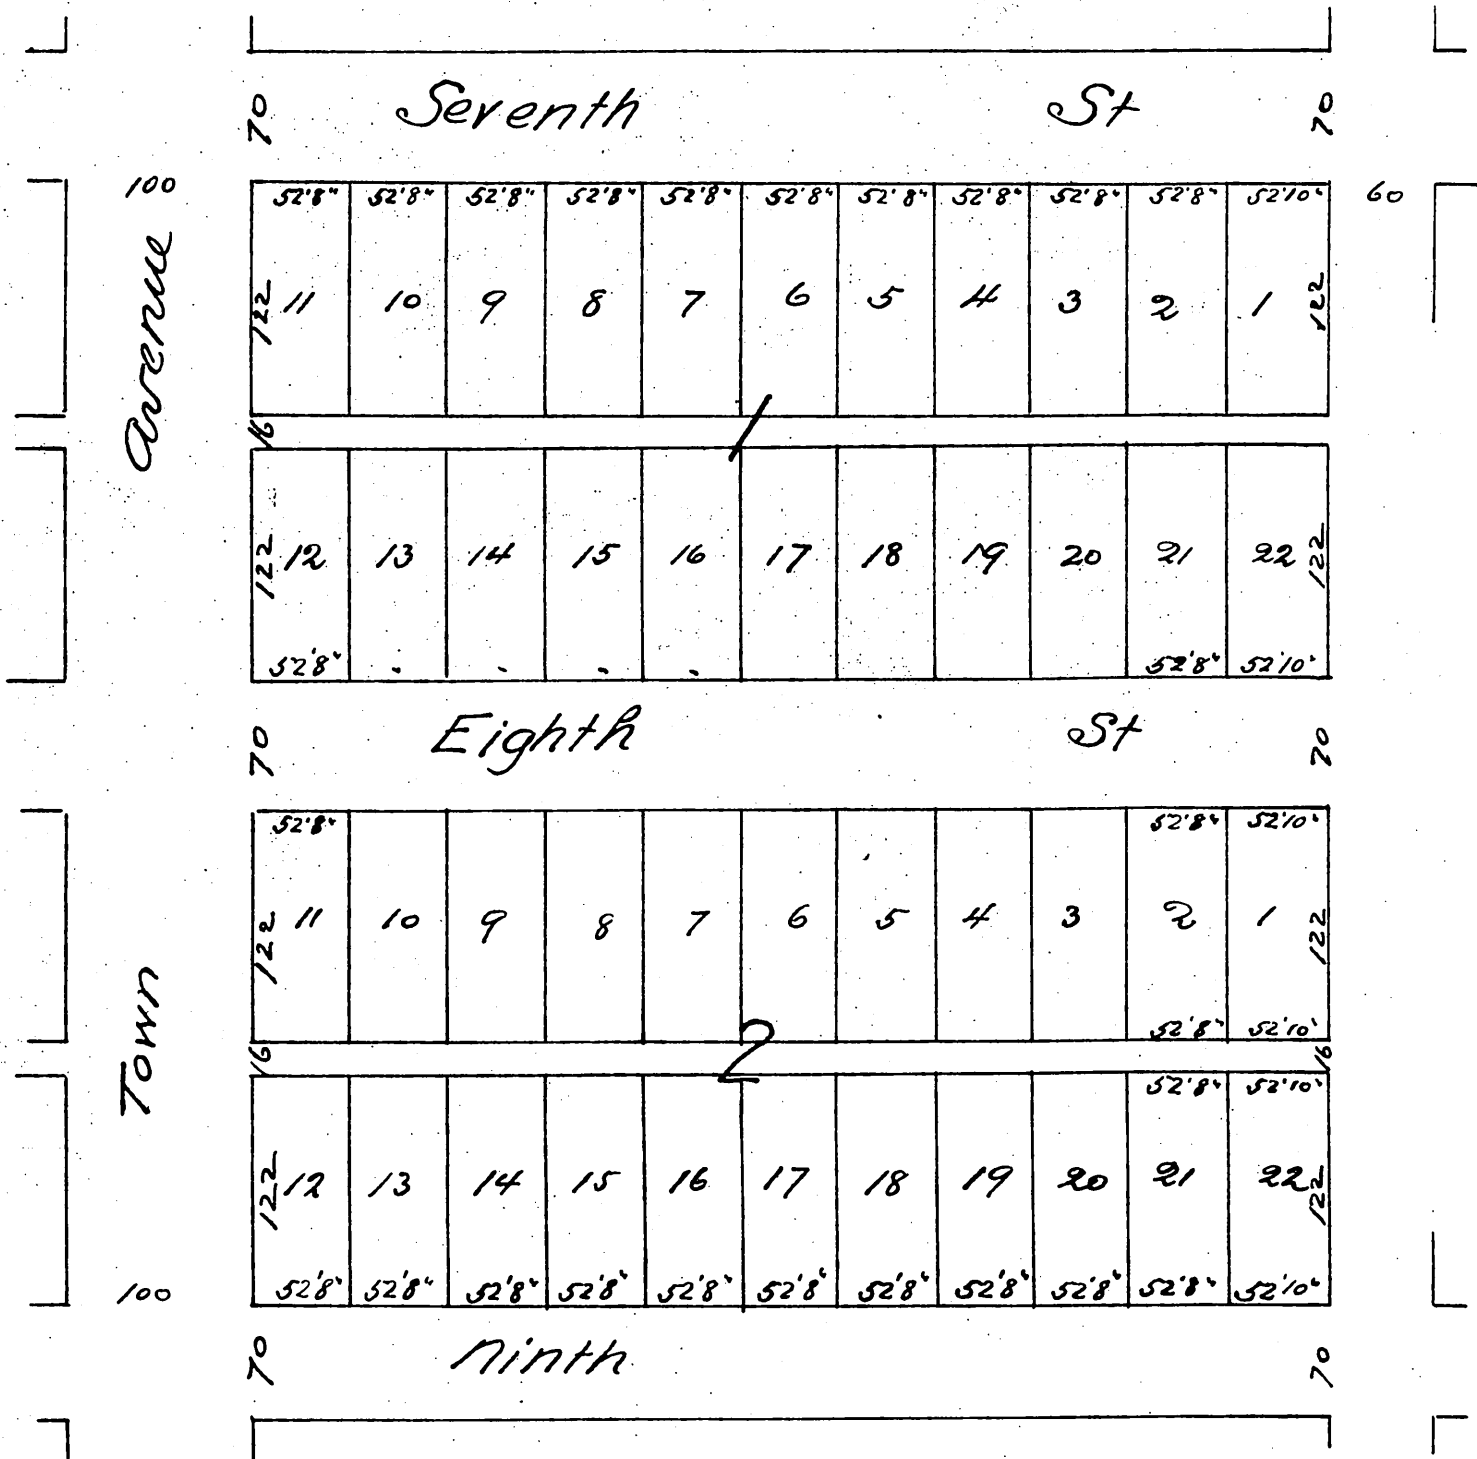 70 Seventh St 70
100 52'8" 52'8" 52'8" 52'8" 52'8" 52'8" 52'8" 52'8" 52'8" 52'8" 52'10" 60
122 11 10 9 8 7 6 5 4 3 2 1 122
Avenue
16 1
122 12 13 14 15 16 17 18 19 20 21 22 122
52'8" 52'8" 52'10"
70 Eighth St 70
52'8" 52'8" 52'10"
122 11 10 9 8 7 6 5 4 3 2 1 122
52'8" 52'10"
Town
16 2 16
52'8" 52'10"
122 12 13 14 15 16 17 18 19 20 21 22 122
100 52'8" 52'8" 52'8" 52'8" 52'8" 52'8" 52'8" 52'8" 52'8" 52'8" 52'10"
70 Ninth 70